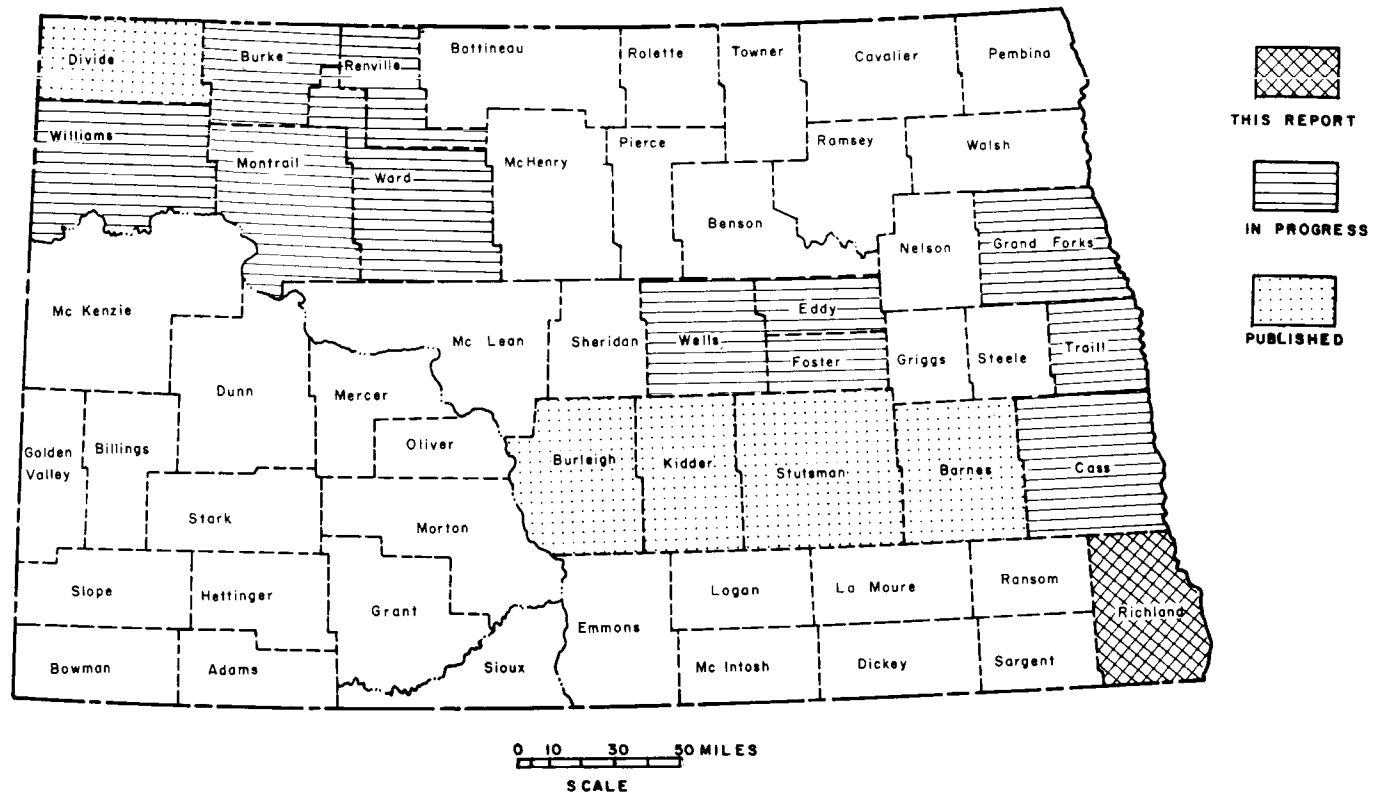 Divide
Burke
Renville
Bottineau
Rolette
Towner
Cavalier
Pembina
Williams
Montrail
Ward
McHenry
Pierce
Ramsey
Walsh
Benson
Nelson
Grand Forks
Mc Kenzie
Dunn
Mc Lean
Mercer
Oliver
Sheridan
Wells
Eddy
Foster
Griggs
Steele
Traill
Golden
Valley
Billings
Stark
Morton
Burleigh
Kidder
Stutsman
Barnes
Cass
Slope
Hettinger
Grant
Bowman
Adams
Sioux
Emmons
Logan
La Moure
Ransom
Richland
Mc Intosh
Dickey
Sargent
THIS REPORT
IN PROGRESS
PUBLISHED
0 10 30 50 MILES
SCALE